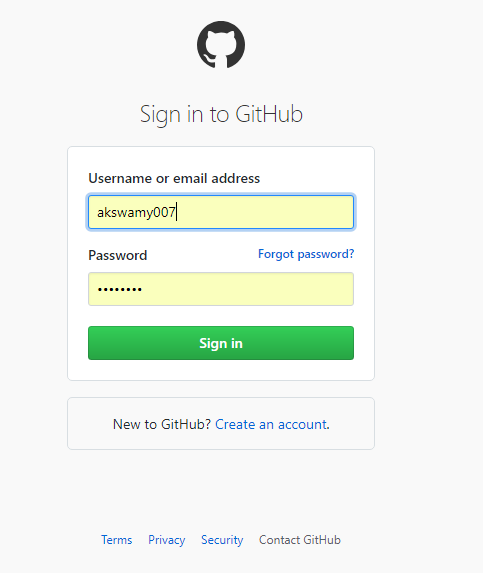 Sign in to GitHub
Username or email address
akswamy007
Password Forgot password?
••••••••
Sign in
New to GitHub? Create an account.
Terms Privacy Security Contact GitHub